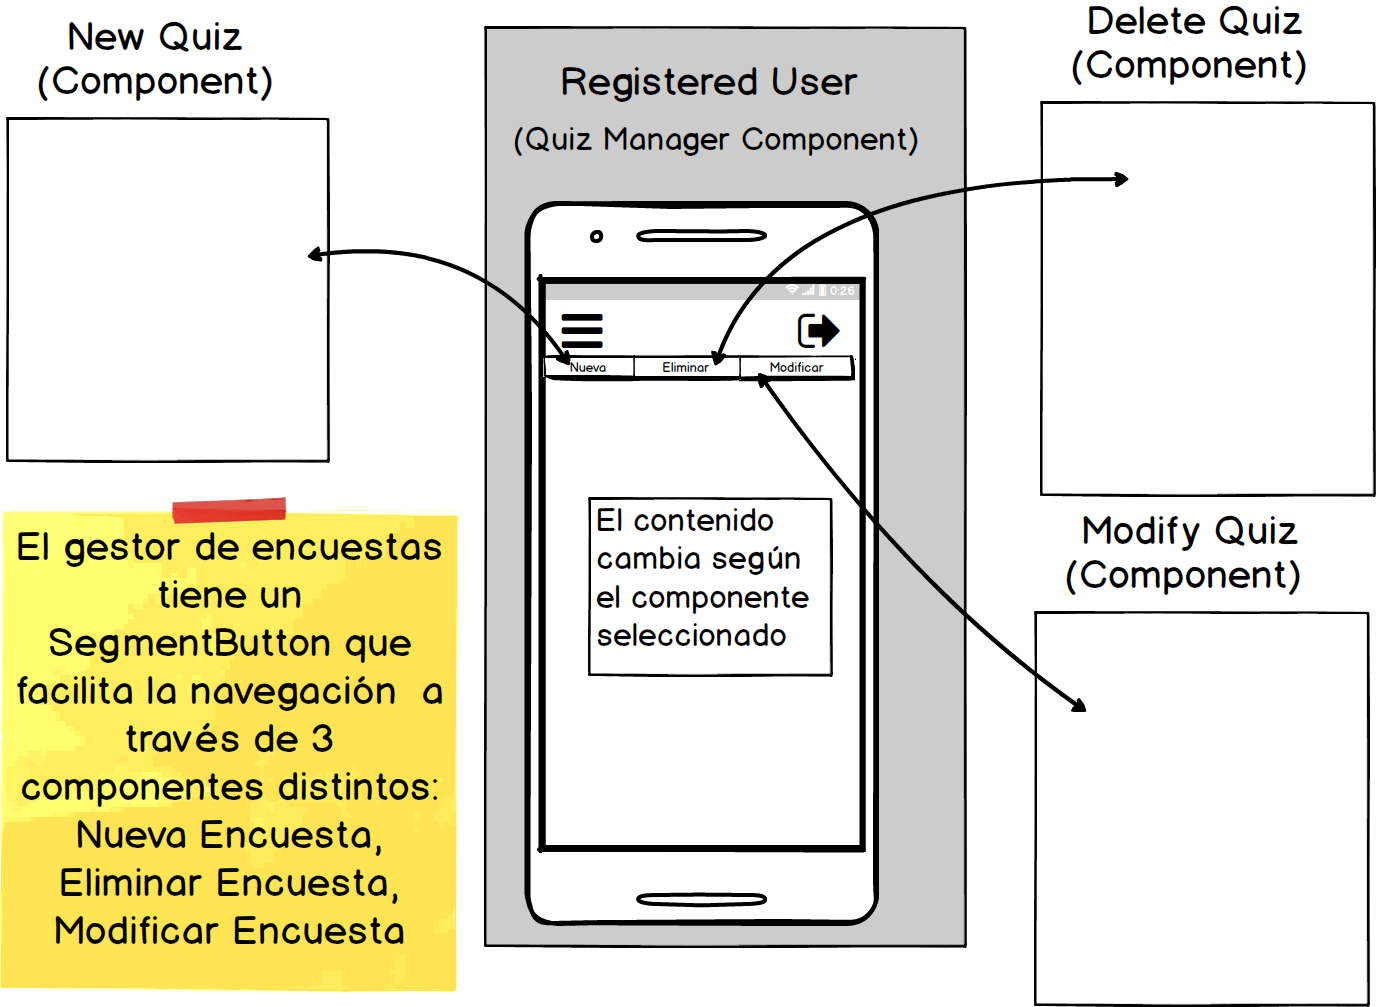 New Quiz
(Component)
Registered User
(Quiz Manager Component)
Delete Quiz
(Component)
0:26
Nueva
Eliminar
Modificar
El contenido
cambia según
el componente
seleccionado
El gestor de encuestas
tiene un
SegmentButton que
facilita la navegación a
través de 3
componentes distintos:
Nueva Encuesta,
Eliminar Encuesta,
Modificar Encuesta
Modify Quiz
(Component)